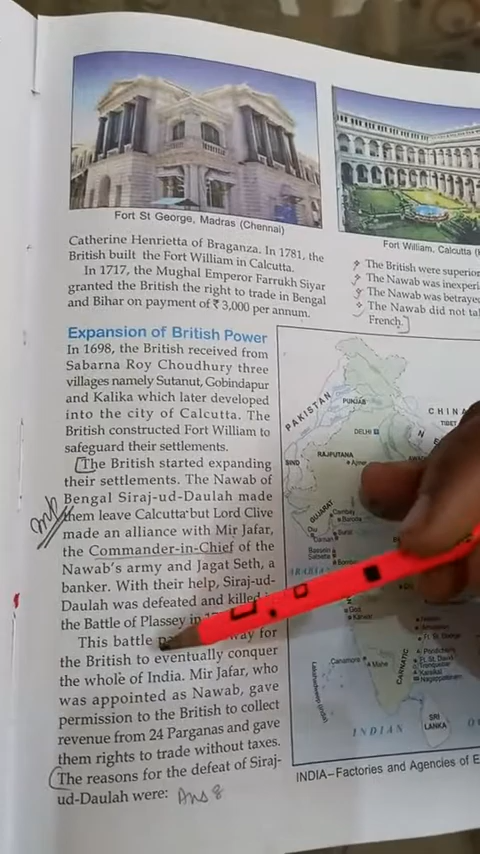 Fort St George, Madras (Chennai)
Fort William, Calcutta
Catherine Henrietta of Braganza. In 1781, the
British built the Fort William in Calcutta.
In 1717, the Mughal Emperor Farrukh Siyar
granted the British the right to trade in Bengal
and Bihar on payment of ₹ 3,000 per annum.
Expansion of British Power
In 1698, the British received from
Sabarna Roy Choudhury three
villages namely Sutanut, Gobindapur
and Kalika which later developed
into the city of Calcutta. The
British constructed Fort William to
safeguard their settlements.
The British started expanding
their settlements. The Nawab of
Bengal Siraj-ud-Daulah made
them leave Calcutta but Lord Clive
made an alliance with Mir Jafar,
the Commander-in-Chief of the
Nawab's army and Jagat Seth, a
banker. With their help, Siraj-ud-
Daulah was defeated and killed
the Battle of Plassey in
This battle way for
the British to eventually conquer
the whole of India. Mir Jafar, who
was appointed as Nawab, gave
permission to the British to collect
revenue from 24 Parganas and gave
them rights to trade without taxes.
The reasons for the defeat of Siraj-
ud-Daulah were: Ans 8
The British were superior
The Nawab was
The Nawab was
The Nawab did not
French.
PAKISTAN
PUNJAB
CHINA
TIBET
DELHI
RAJPUTANA
SIND
GUJARAT
Cambay
Baroda
Diu
Daman
Surat
Bassein
Salsette
Goa
Karwar
Canannore
Mahe
CARNATIC
Pondicherry
Ft. St. David
Tranquebar
Karaikal
Nagappattam
SRI
LANKA
INDIAN
INDIA–Factories and Agencies of